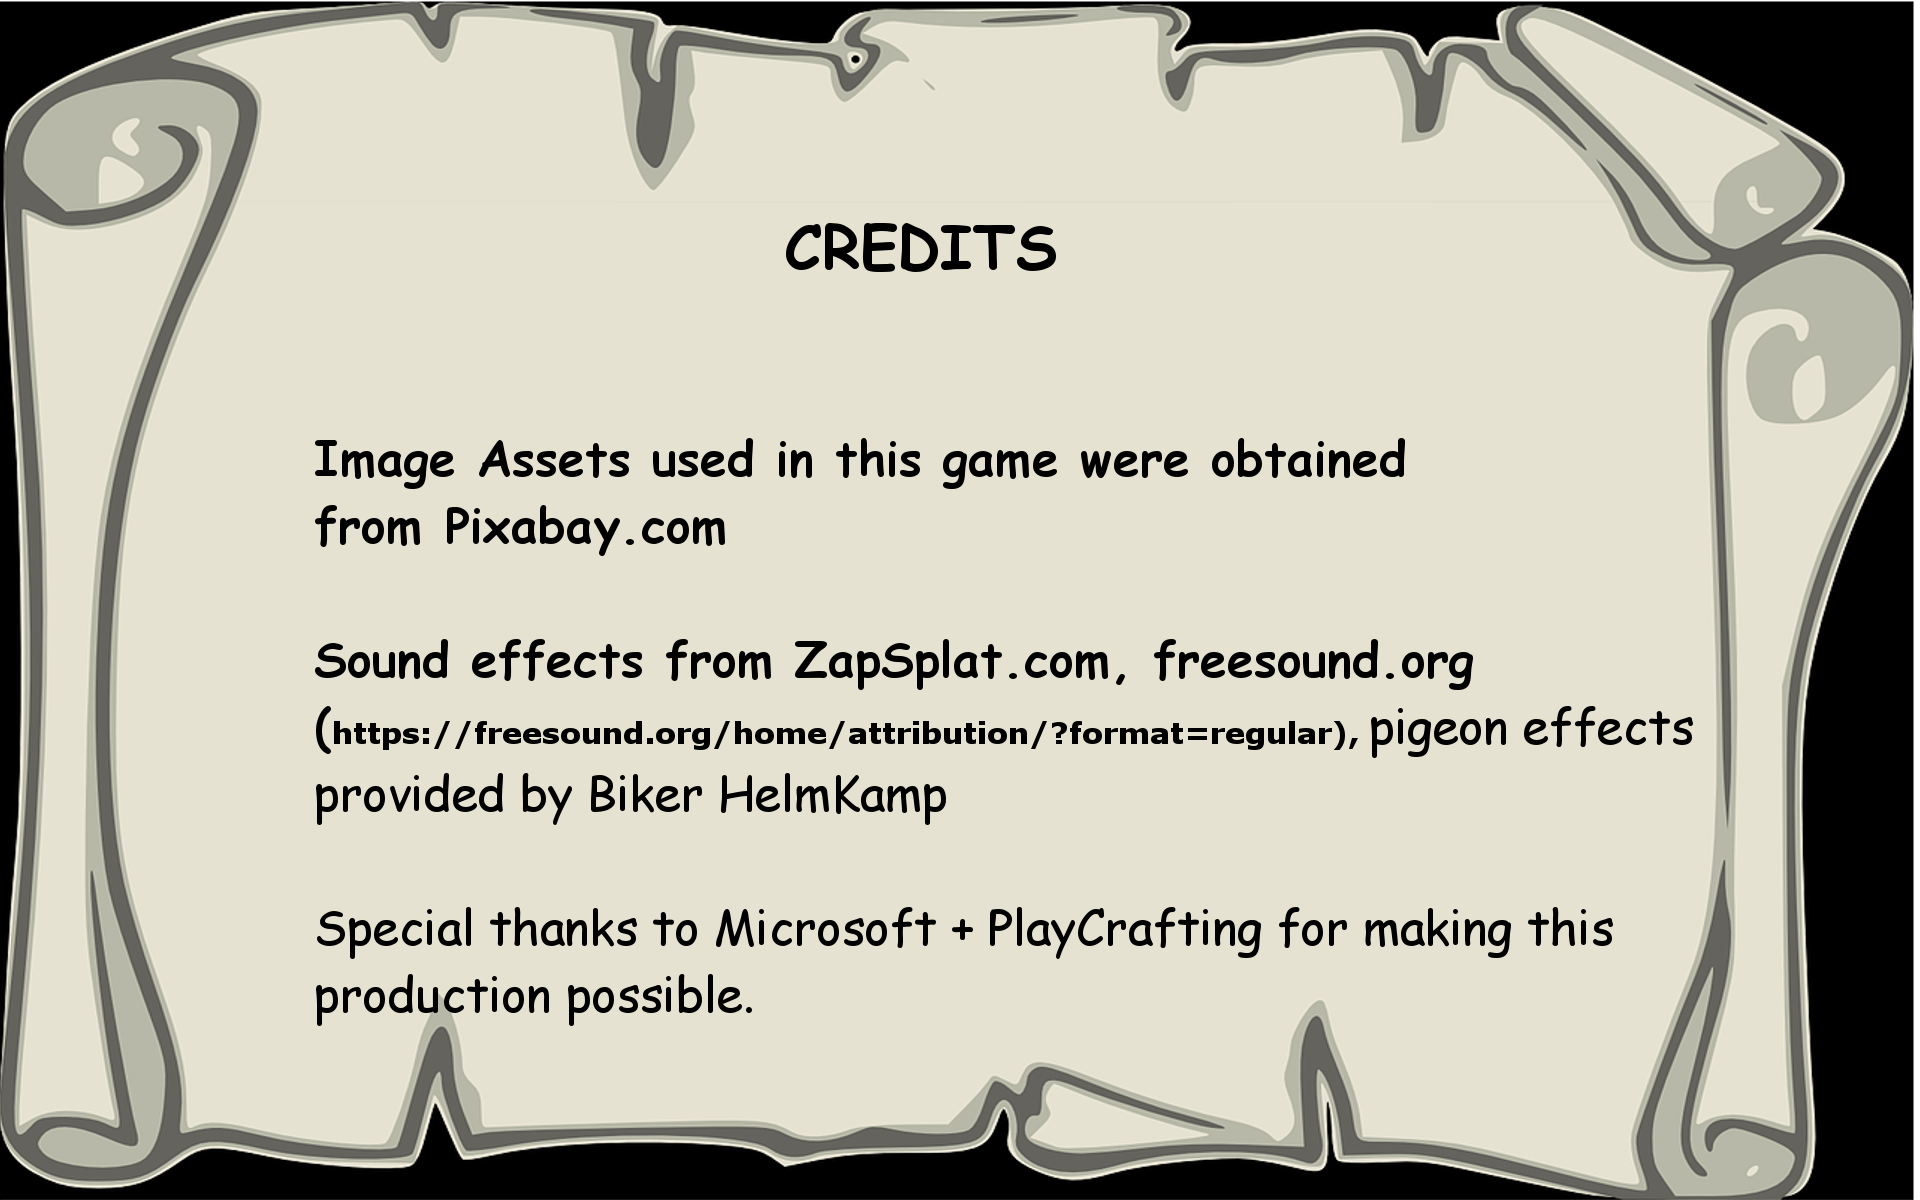 CREDITS
Image Assets used in this game were obtained
from Pixabay.com
Sound effects from ZapSplat.com, freesound.org
(https://freesound.org/home/attribution/?format=regular), pigeon effects
provided by Biker HelmKamp
Special thanks to Microsoft + PlayCrafting for making this
production possible.